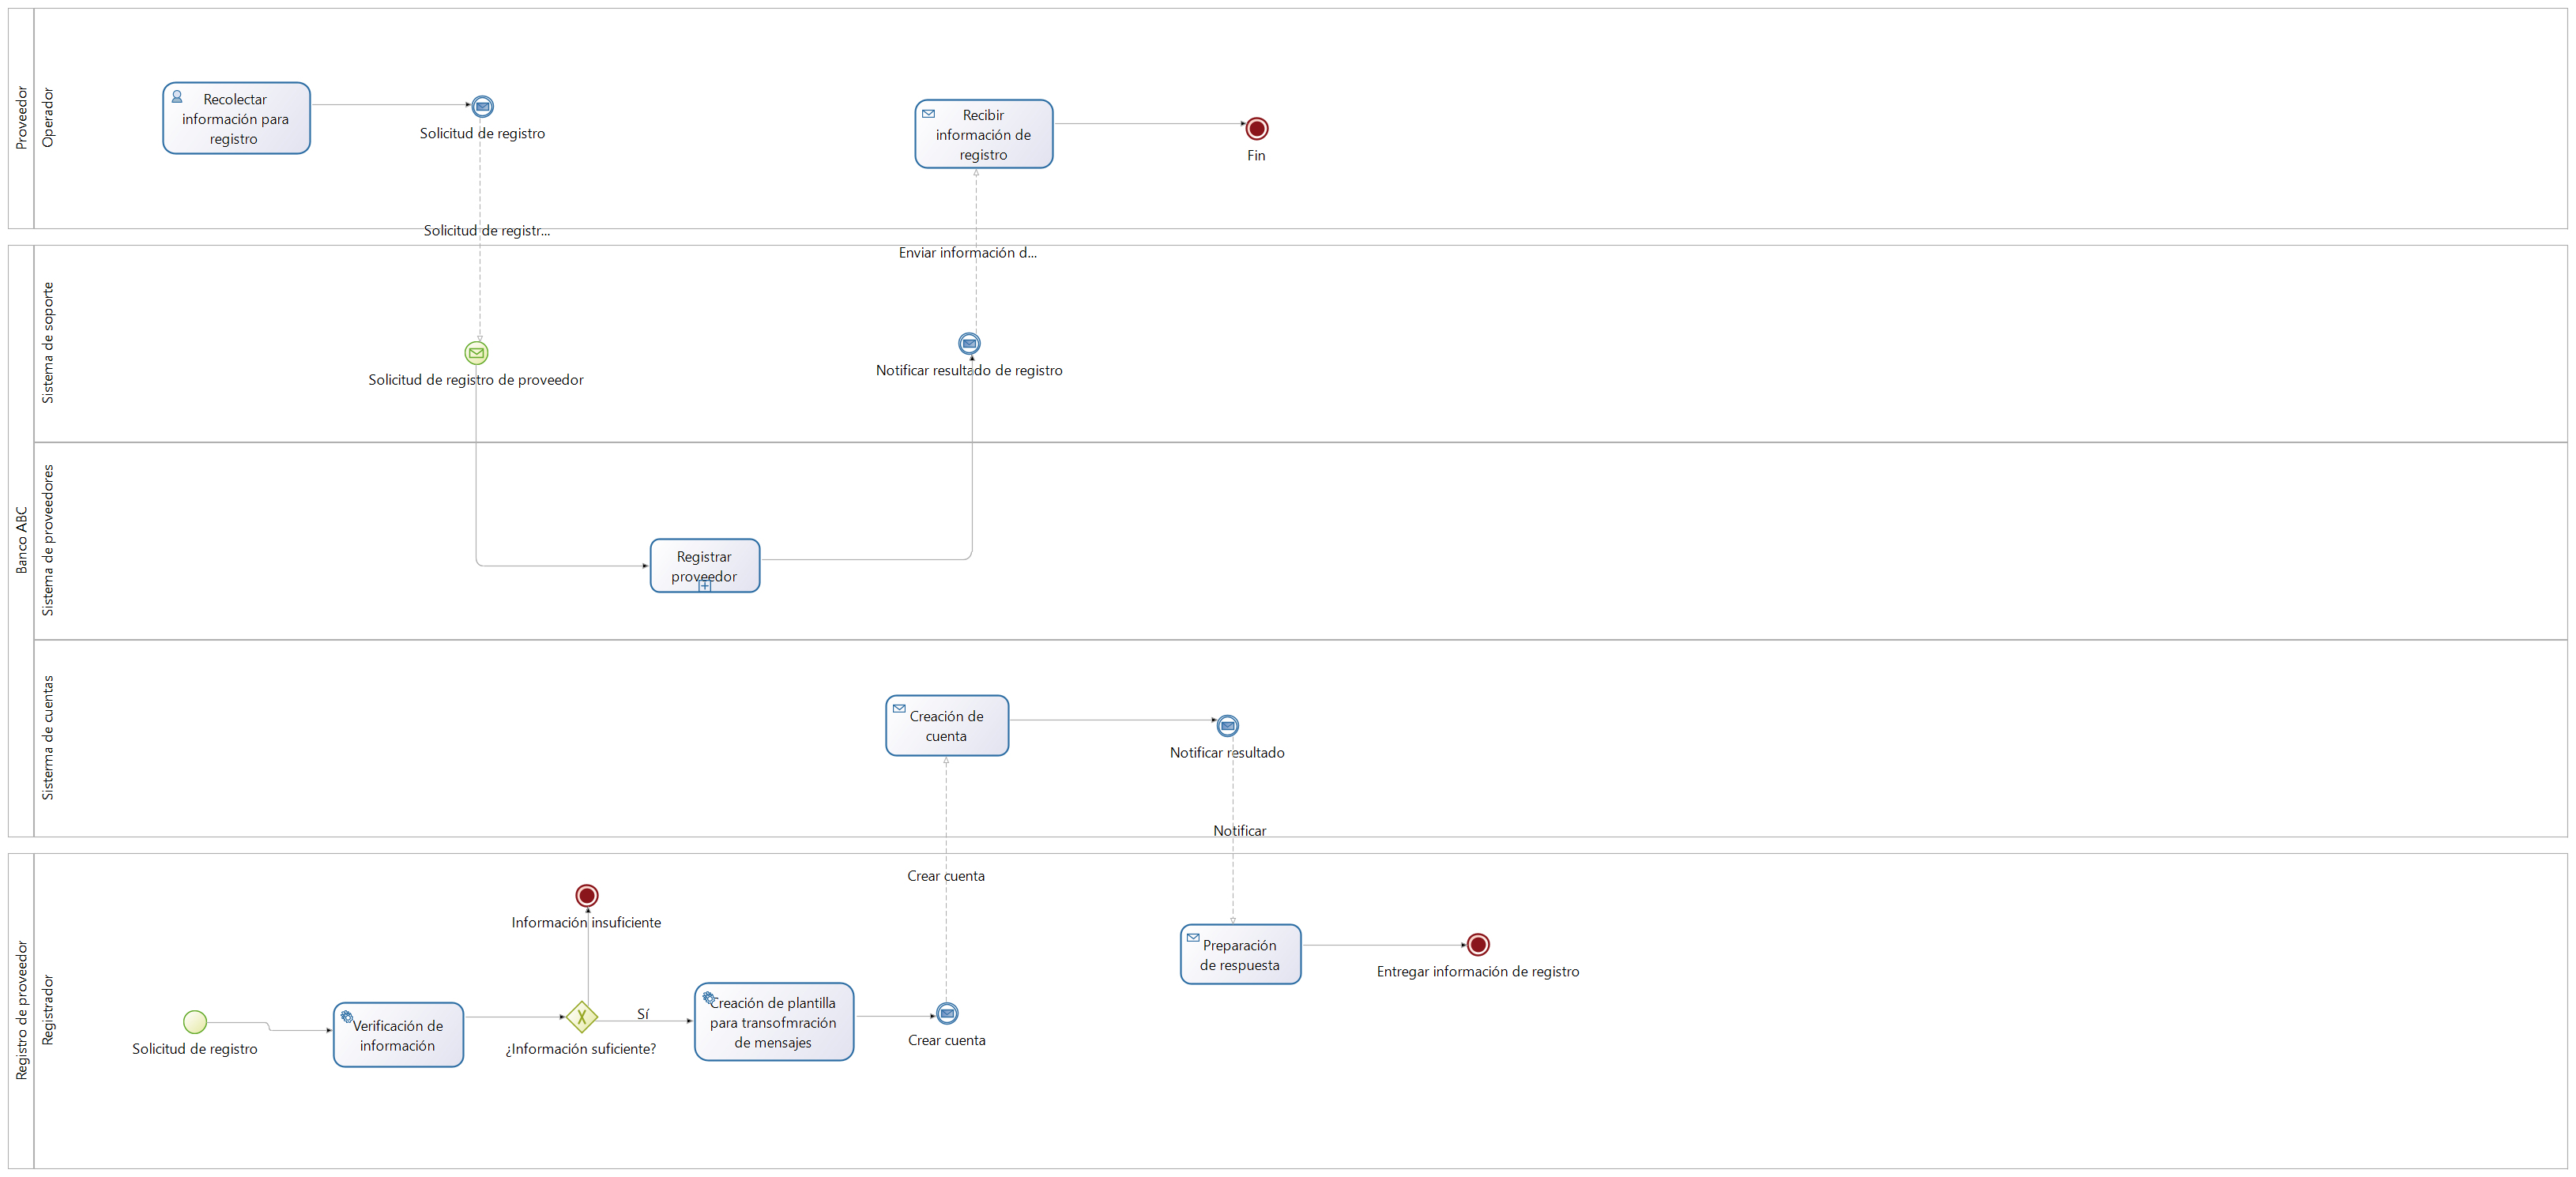 Proveedor
Operador
Recolectar
información para
registro
Solicitud de registro
Recibir
información de
registro
Fin
Solicitud de registr...
Enviar información d...
Banco ABC
Sistema de soporte
Solicitud de registro de proveedor
Notificar resultado de registro
Sistema de proveedores
Registrar
proveedor
Sisterma de cuentas
Creación de
cuenta
Notificar resultado
Notificar
Crear cuenta
Registro de proveedor
Registrador
Información insuficiente
Preparación
de respuesta
Entregar información de registro
Solicitud de registro
Verificación de
información
¿Información suficiente?
Sí
Creación de plantilla
para transofmración
de mensajes
Crear cuenta